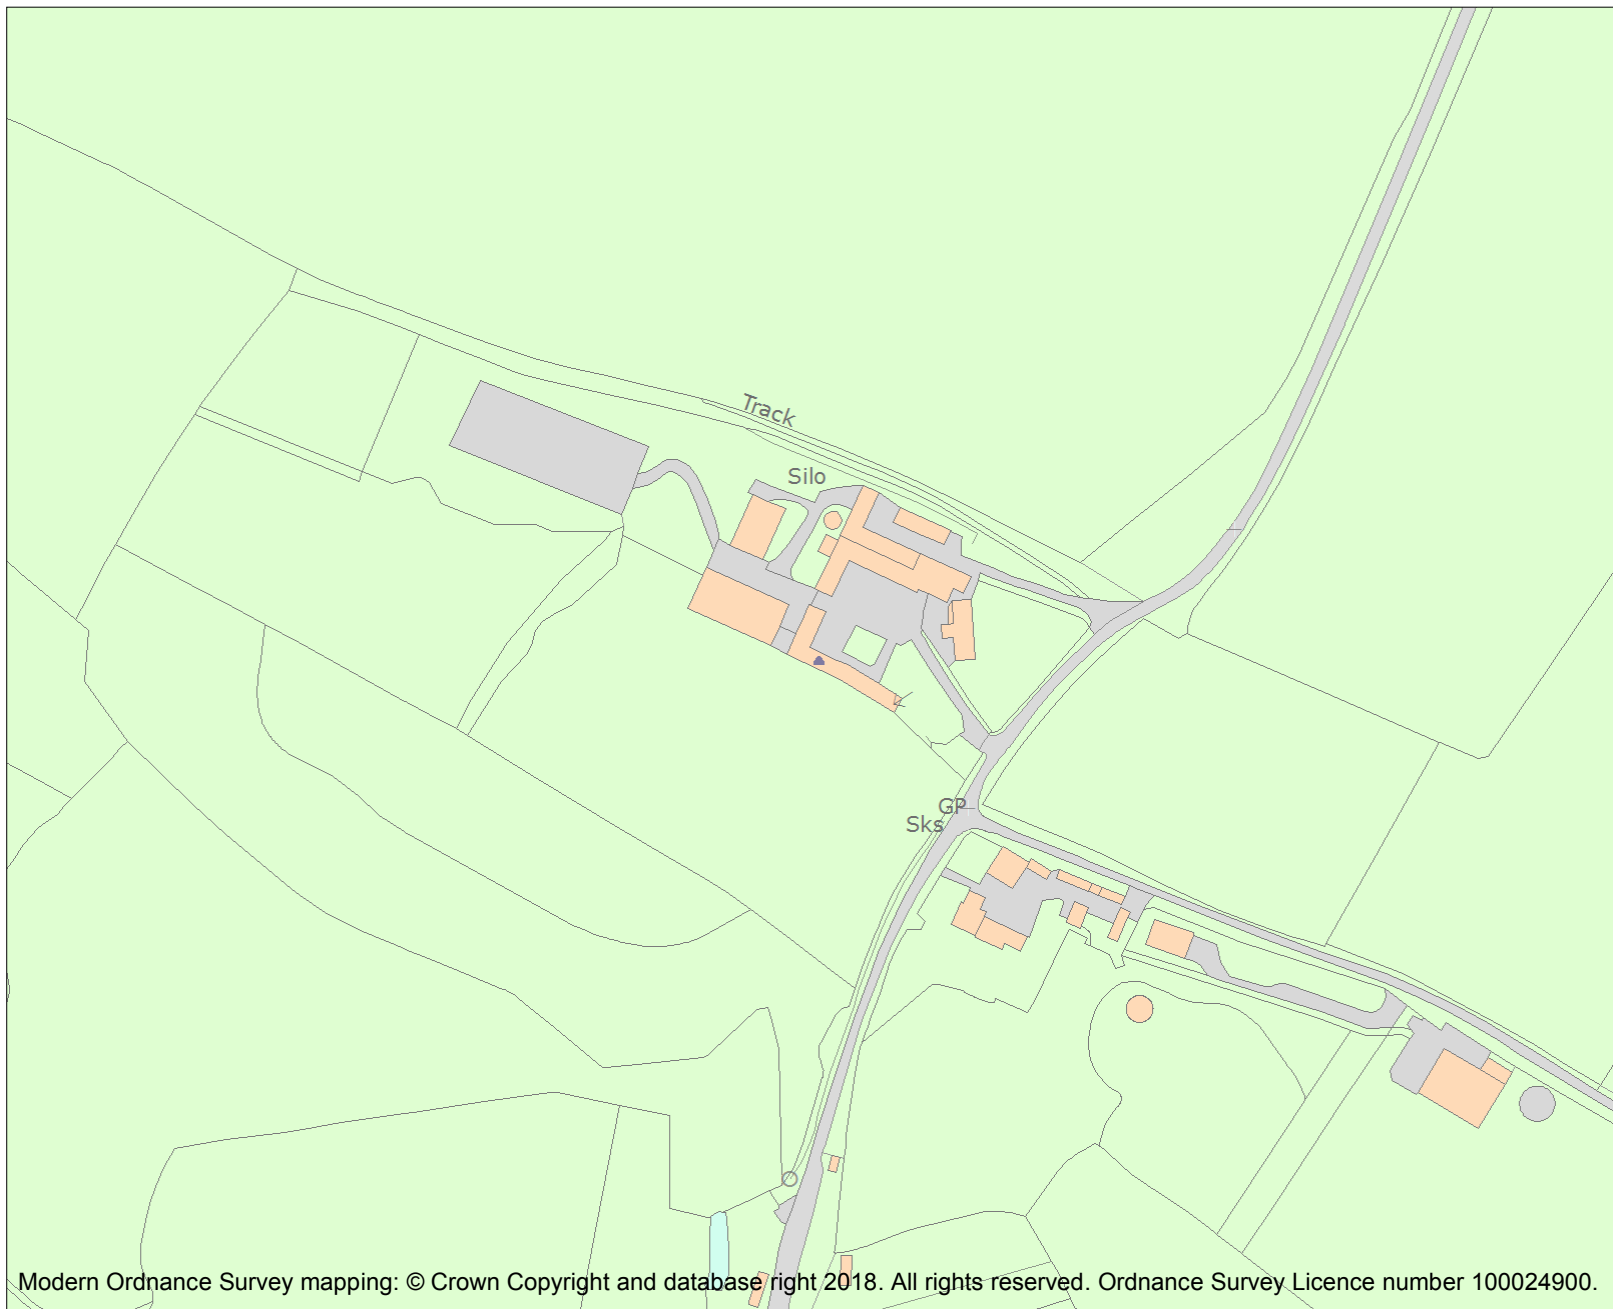 Track
Silo
GP
Sks
Modern Ordnance Survey mapping: © Crown Copyright and database right 2018. All rights reserved. Ordnance Survey Licence number 100024900.